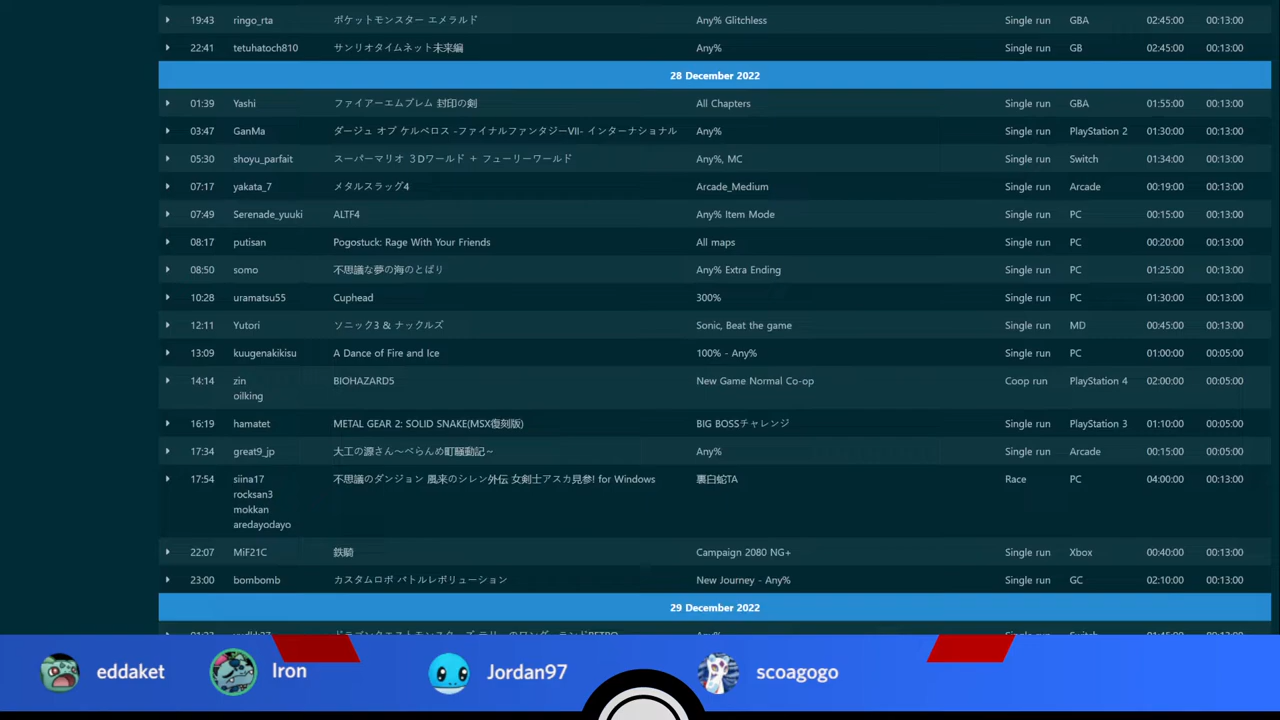 19:43 ringo_rta ポケットモンスター エメラルド Any% Glitchless Single run GBA 02:45:00 00:13:00
22:41 tetuhatoch810 サンリオタイムネット未来編 Any% Single run GB 02:45:00 00:13:00
28 December 2022
01:39 Yashi ファイアーエムブレム 封印の剣 All Chapters Single run GBA 01:55:00 00:13:00
03:47 GanMa ダージュ オブ ケルベロス -ファイナルファンタジーVII- インターナショナル Any% Single run PlayStation 2 01:30:00 00:13:00
05:30 shoyu_parfait スーパーマリオ 3Dワールド + フューリーワールド Any%, MC Single run Switch 01:34:00 00:13:00
07:17 yakata_7 メタルスラッグ4 Arcade_Medium Single run Arcade 00:19:00 00:13:00
07:49 Serenade_yuuki ALTF4 Any% Item Mode Single run PC 00:15:00 00:13:00
08:17 putisan Pogostuck: Rage With Your Friends All maps Single run PC 00:20:00 00:13:00
08:50 somo 不思議な夢の海のとばり Any% Extra Ending Single run PC 01:25:00 00:13:00
10:28 uramatsu55 Cuphead 300% Single run PC 01:30:00 00:13:00
12:11 Yutori ソニック3 & ナックルズ Sonic, Beat the game Single run MD 00:45:00 00:13:00
13:09 kuugenakikisu A Dance of Fire and Ice 100% - Any% Single run PC 01:00:00 00:05:00
14:14 zin BIOHAZARD5 New Game Normal Co-op Coop run PlayStation 4 02:00:00 00:05:00
oilking
16:19 hamatet METAL GEAR 2: SOLID SNAKE(MSX復刻版) BIG BOSSチャレンジ Single run PlayStation 3 01:10:00 00:05:00
17:34 great9_jp 大工の源さん～べらんめ町騒動記～ Any% Single run Arcade 00:15:00 00:05:00
17:54 siina17 不思議のダンジョン 風来のシレン外伝 女剣士アスカ見参! for Windows 裏白蛇TA Race PC 04:00:00 00:13:00
rocksan3
mokkan
aredayodayo
22:07 MiF21C 鉄騎 Campaign 2080 NG+ Single run Xbox 00:40:00 00:13:00
23:00 bombomb カスタムロボ バトルレボリューション New Journey - Any% Single run GC 02:10:00 00:13:00
29 December 2022
eddaket Iron Jordan97 scoagogo